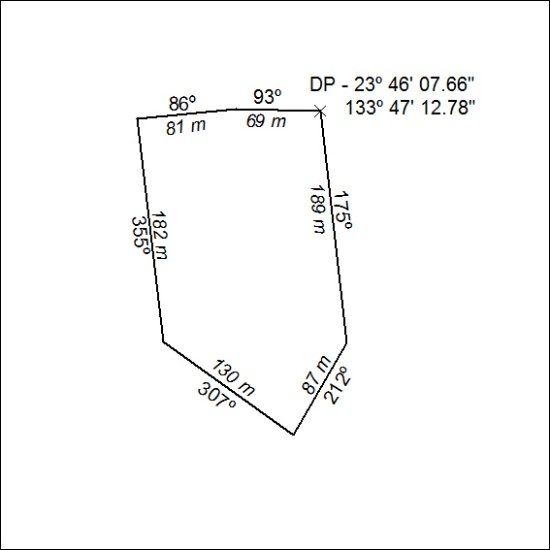 DP - 23º 46' 07.66"
133º 47' 12.78"
86º
81 m
93º
69 m
175º
189 m
182 m
355º
130 m
307º
87 m
212º